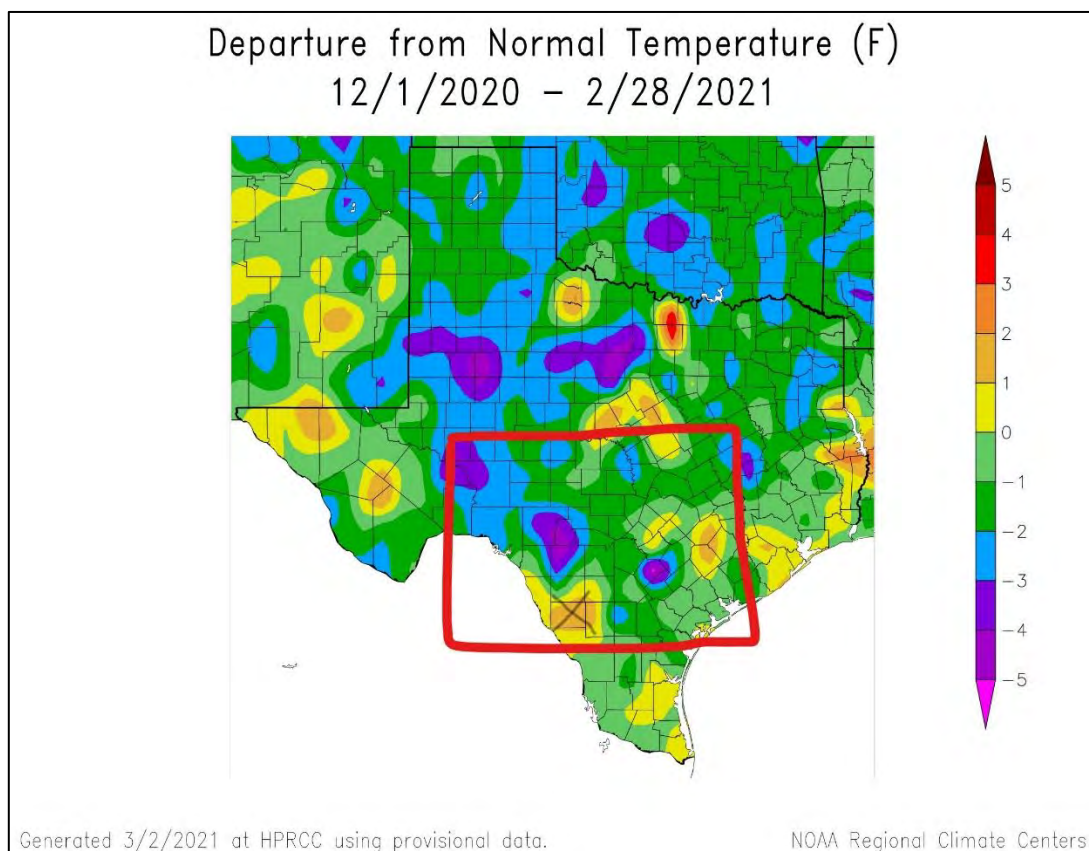 Departure from Normal Temperature (F)
12/1/2020 – 2/28/2021
5
4
3
2
1
0
−1
−2
−3
−4
−5
Generated 3/2/2021 at HPRCC using provisional data.
NOAA Regional Climate Centers